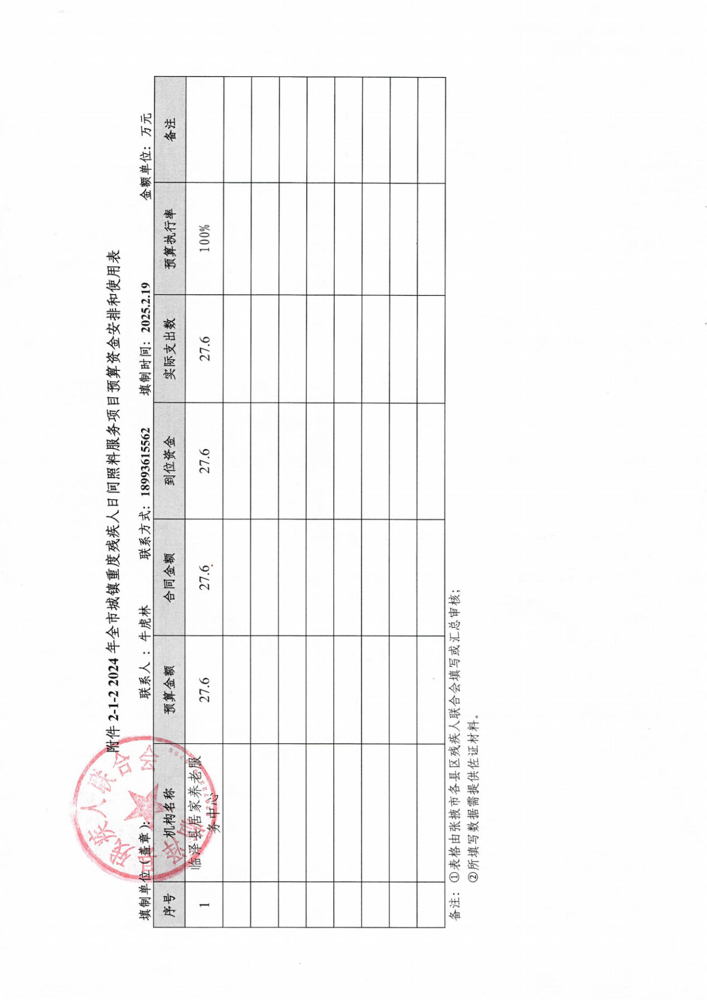 附件 2-1-2 2024 年全市城镇重度残疾人日间照料服务项目预算资金安排和使用表
填制单位（盖章）： 联系人：牛虎林 联系方式：18993615562 填制时间：2025.2.19 金额单位：万元
序号 机构名称 预算金额 合同金额 到位资金 实际支出数 预算执行率 备注
1 临泽县居家养老服务中心 27.6 27.6 27.6 27.6 100%
备注：①表格由张掖市各县区残疾人联合会填写或汇总审核；
②所填写数据需提供佐证材料。
残疾人联合会